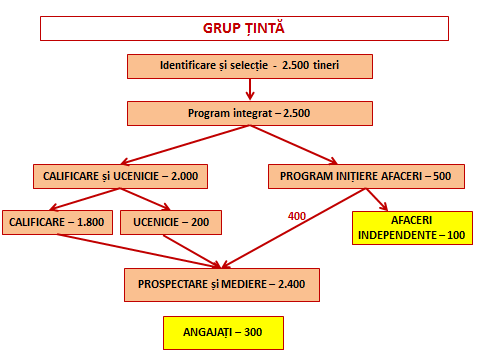 GRUP ȚINTĂ
Identificare și selecție - 2.500 tineri
Program integrat – 2.500
CALIFICARE și UCENICIE – 2.000
PROGRAM INIȚIERE AFACERI – 500
CALIFICARE – 1.800
UCENICIE – 200
400
AFACERI
INDEPENDENTE – 100
PROSPECTARE și MEDIERE – 2.400
ANGAJAȚI – 300